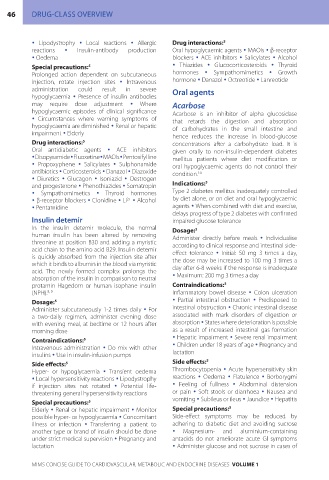 46 DRUG-CLASS OVERVIEW
• Lipodystrophy • Local reactions • Allergic
reactions • Insulin-antibody production
• Oedema
Special precautions:
Prolonged action dependent on subcutaneous
injection, rotate injection sites • Intravenous
administration could result in severe
hypoglycaemia • Presence of insulin antibodies
may require dose adjustment • Where
hypoglycaemic episodes of clinical significance
• Circumstances where warning symptoms of
hypoglycaemia are diminished • Renal or hepatic
impairment • Elderly
Drug interactions:
Oral antidiabetic agents • ACE inhibitors
• Disopyramide • Fluoxetine • MAOIs • Pentoxifylline
• Propoxyphene • Salicylates • Sulphonamide
antibiotics • Corticosteroids • Danazol • Diazoxide
• Diuretics • Glucagon • Isoniazid • Oestrogen
and progesterone • Phenothiazides • Somatropin
• Sympathomimetics • Thyroid hormones
• β-receptor blockers • Clonidine • Li⁺ • Alcohol
• Pentamidine
Insulin detemir
In the insulin detemir molecule, the normal
human insulin has been altered by removing
threonine at position B30 and adding a myristic
acid chain to the amino acid B29. Insulin detemir
is quickly absorbed from the injection site after
which it binds to albumin in the blood via myristic
acid. The newly formed complex prolongs the
absorption of the insulin in comparison to neutral
protamin Hagedorn or human isophane insulin
(NPH).
Dosage:
Administer subcutaneously 1-2 times daily • For
a two-daily regimen, administer evening dose
with evening meal, at bedtime or 12 hours after
morning dose
Contraindications:
Intravenous administration • Do mix with other
insulins • Use in insulin-infusion pumps
Side effects:
Hyper- or hypoglycaemia • Transient oedema
• Local hypersensitivity reactions • Lipodystrophy
if injection sites not rotated • Potential life-
threatening general hypersensitivity reactions
Special precautions:
Elderly • Renal or hepatic impairment • Monitor
possible hyper- or hypoglycaemia • Concomitant
illness or infection • Transferring a patient to
another type or brand of insulin should be done
under strict medical supervision • Pregnancy and
lactation
Drug interactions:
Oral hypoglycaemic agents • MAOIs • β-receptor
blockers • ACE inhibitors • Salicylates • Alcohol
• Thiazides • Glucocorticosteroids • Thyroid
hormones • Sympathomimetics • Growth
hormone • Danazol • Octreotide • Lanreotide
Oral agents
Acarbose
Acarbose is an inhibitor of alpha glucosidase
that retards the digestion and absorption
of carbohydrates in the small intestine and
hence reduces the increase in blood-glucose
concentrations after a carbohydrate load. It is
given orally to non-insulin-dependent diabetes
mellitus patients where diet modification or
oral hypoglycaemic agents do not control their
condition.
Indications:
Type 2 diabetes mellitus inadequately controlled
by diet alone, or on diet and oral hypoglycaemic
agents • When combined with diet and exercise,
delays progress of type 2 diabetes with confirmed
impaired glucose tolerance
Dosage:
Administer directly before meals • Individualise
according to clinical response and intestinal side-
effect tolerance • Initial: 50 mg 3 times a day,
the dose may be increased to 100 mg 3 times a
day after 6-8 weeks if the response is inadequate
• Maximum: 200 mg 3 times a day
Contraindications:
Inflammatory bowel disease • Colon ulceration
• Partial intestinal obstruction • Predisposed to
intestinal obstruction • Chronic intestinal disease
associated with mark disorders of digestion or
absorption • States where deterioration is possible
as a result of increased intestinal gas formation
• Hepatic impairment • Severe renal impairment
• Children under 18 years of age • Pregnancy and
lactation
Side effects:
Thrombocytopenia • Acute hypersensitivity skin
reactions • Oedema • Flatulence • Borborygmi
• Feeling of fullness • Abdominal distension
or pain • Soft stools or diarrhoea • Nausea and
vomiting • Subileus or ileus • Jaundice • Hepatitis
Special precautions:
Side-effect symptoms may be reduced by
adhering to diabetic diet and avoiding sucrose
• Magnesium- and aluminium-containing
antacids do not ameliorate acute GI symptoms
• Administer glucose and not sucrose in cases of
MIMS CONCISE GUIDE TO CARDIOVASCULAR, METABOLIC AND ENDOCRINE DISEASES VOLUME 1